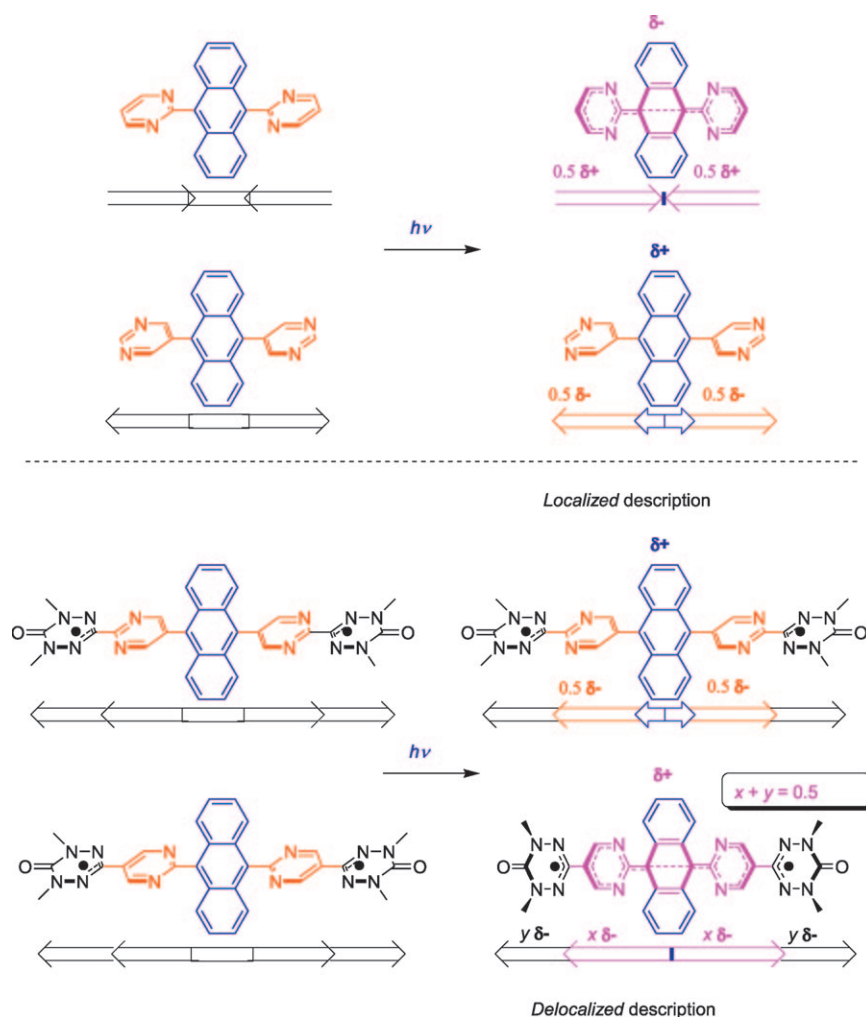 δ-
N N
N N
N N
N N
0.5 δ+ 0.5 δ+
hν
δ+
N N
N N
N N
N N
0.5 δ- 0.5 δ-
Localized description
δ+
O N N N N N N N N N N N N O
O N N N N N N N N N N N N O
0.5 δ- 0.5 δ-
hν
δ+
x + y = 0.5
O N N N N N N N N N N N N O
O N N N N N N N N N N N N O
y δ- x δ- x δ- y δ-
Delocalized description